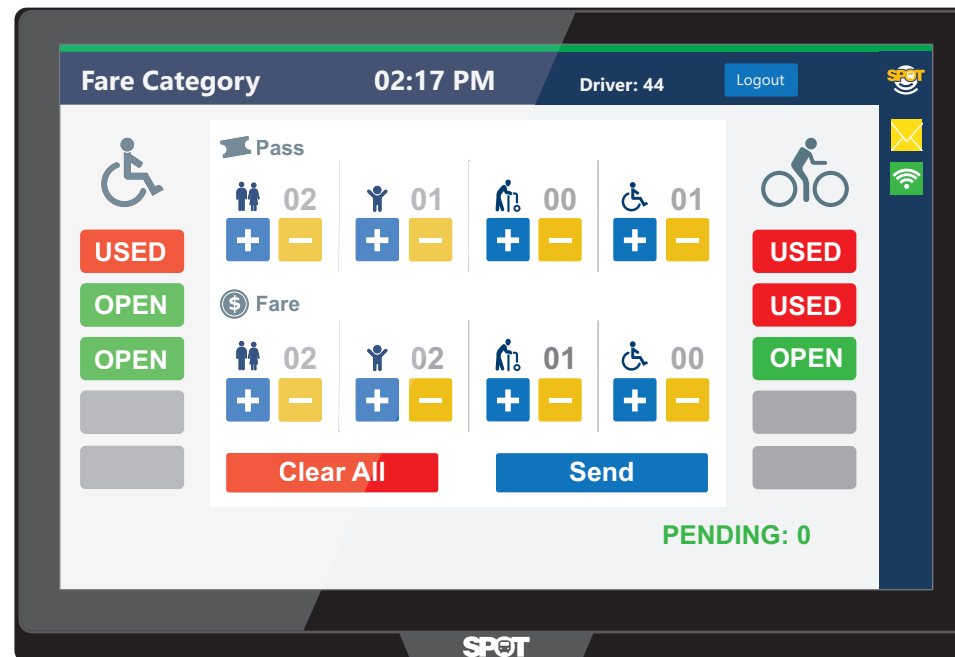 Fare Category 02:17 PM Driver: 44 Logout SPOT
Pass
02 01 00 01
+ − + − + − + −
USED USED
OPEN USED
Fare
OPEN OPEN
02 02 01 00
+ − + − + − + −
Clear All Send
PENDING: 0
SPOT